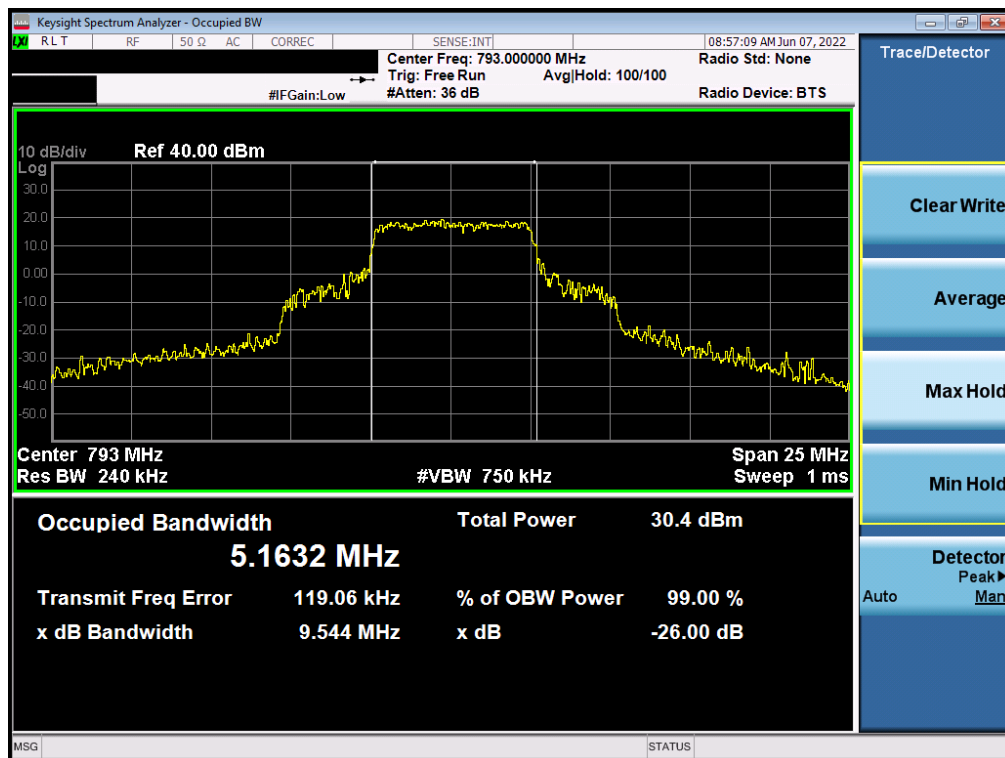 Keysight Spectrum Analyzer - Occupied BW
LXI RLT RF 50 Ω AC CORREC SENSE:INT 08:57:09 AM Jun 07, 2022
Center Freq: 793.000000 MHz Radio Std: None
Trig: Free Run Avg|Hold: 100/100
#IFGain:Low #Atten: 36 dB Radio Device: BTS
10 dB/div Ref 40.00 dBm
Log
30.0
20.0
10.0
0.00
-10.0
-20.0
-30.0
-40.0
-50.0
Center 793 MHz Span 25 MHz
Res BW 240 kHz #VBW 750 kHz Sweep 1 ms
Occupied Bandwidth Total Power 30.4 dBm
5.1632 MHz
Transmit Freq Error 119.06 kHz % of OBW Power 99.00 %
x dB Bandwidth 9.544 MHz x dB -26.00 dB
MSG STATUS
Trace/Detector
Clear Write
Average
Max Hold
Min Hold
Detector
Peak▶
Auto Man